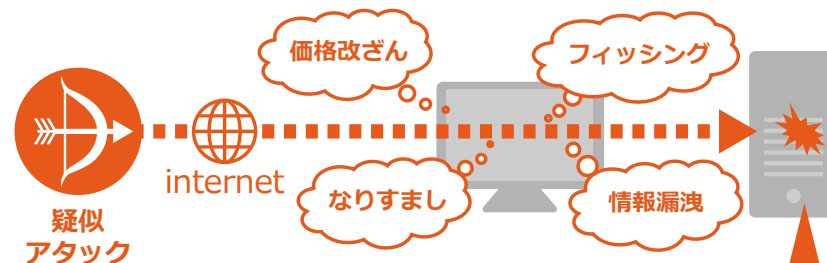 価格改ざん
フィッシング
internet
なりすまし
情報漏洩
疑似
アタック